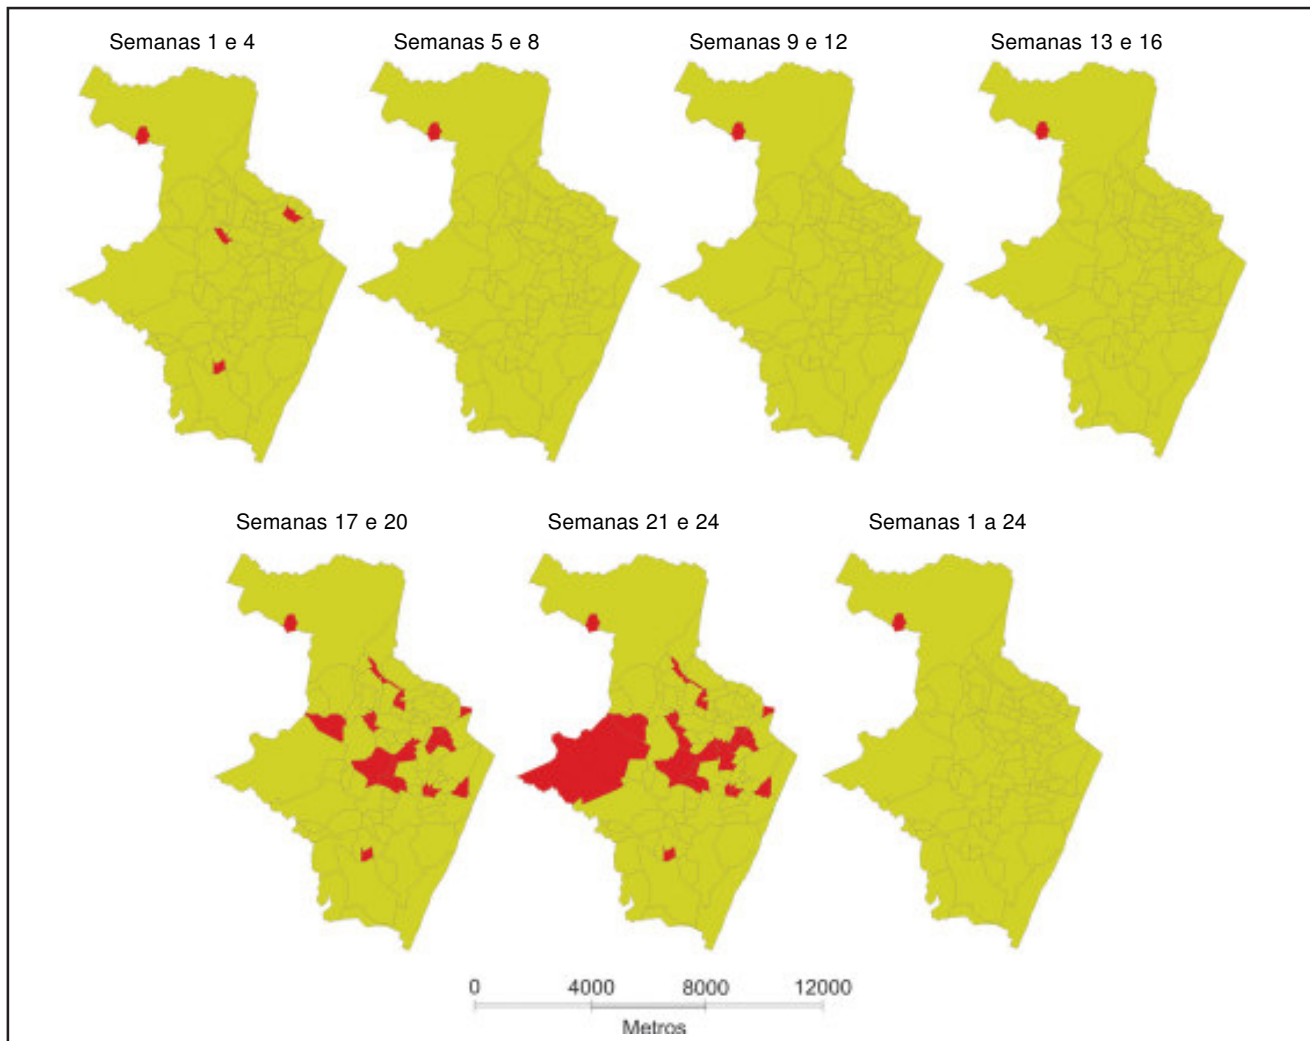 Semanas 1 e 4
Semanas 5 e 8
Semanas 9 e 12
Semanas 13 e 16
Semanas 17 e 20
Semanas 21 e 24
Semanas 1 a 24
0 4000 8000 12000
Metros